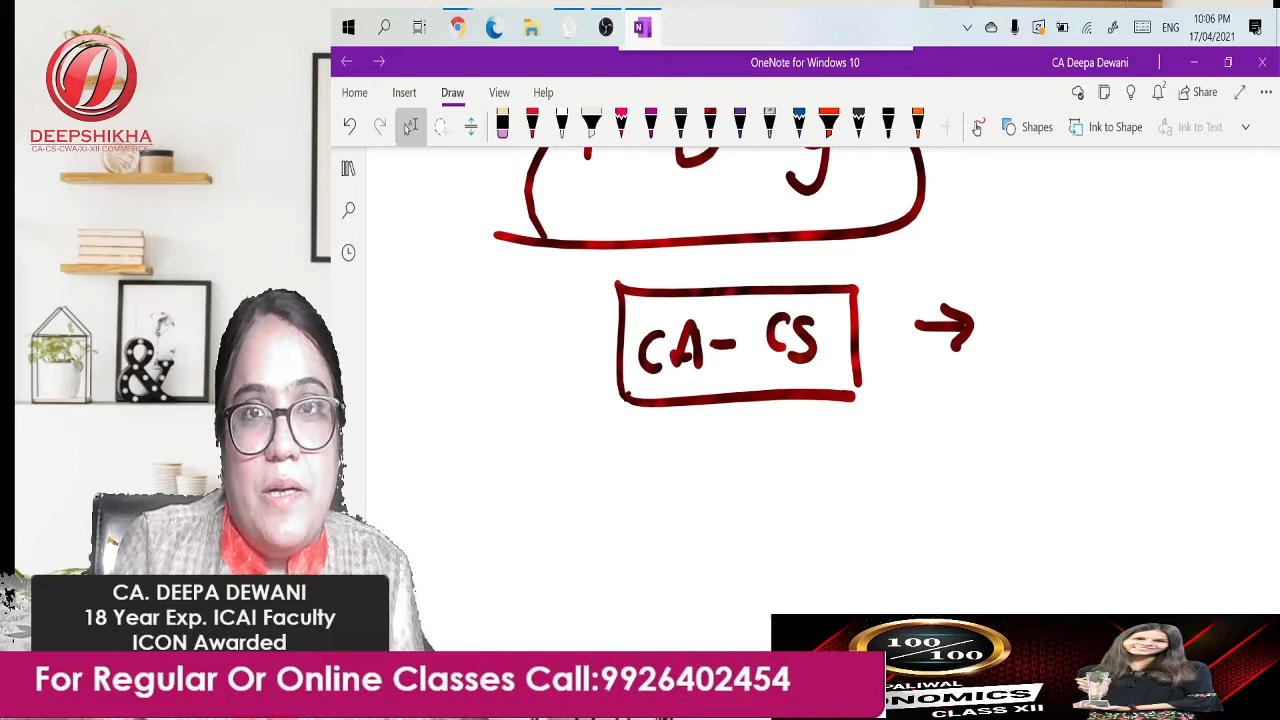 10:06 PM
ENG
17/04/2021
OneNote for Windows 10
CA Deepa Dewani
Home Insert Draw View Help
Share
Shapes
Ink to Shape
Ink to Text
D
DEEPSHIKHA
CA-CS-CWA/XI-XII COMMERCE
&
CA- CS →
CA. DEEPA DEWANI
18 Year Exp. ICAI Faculty
ICON Awarded
For Regular Or Online Classes Call:9926402454
100/100
PALIWAL
ONOMICS
CLASS XII